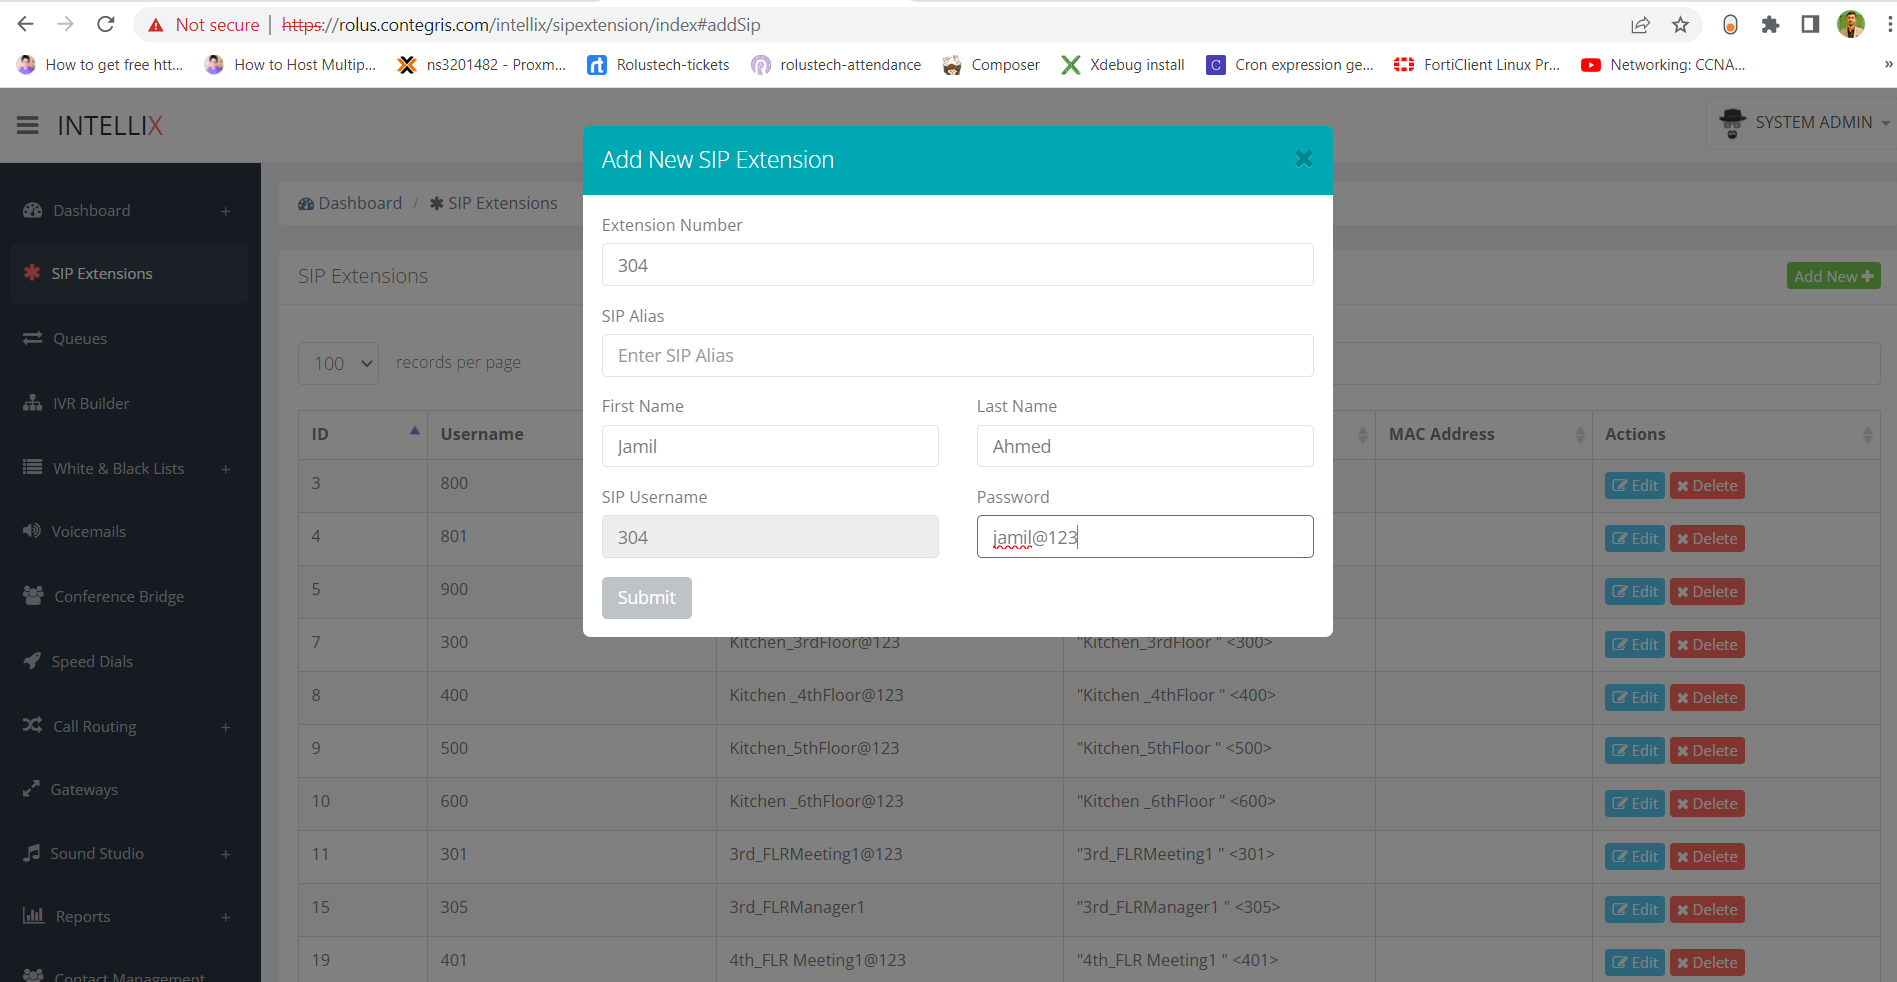 Not secure | https://rolus.contegris.com/intellix/sipextension/index#addSip
How to get free htt... How to Host Multip... ns3201482 - Proxm... Rolustech-tickets rolustech-attendance Composer Xdebug install C Cron expression ge... FortiClient Linux Pr... Networking: CCNA... »
INTELLIX
SYSTEM ADMIN
Dashboard +
SIP Extensions
Queues
IVR Builder
White & Black Lists +
Voicemails
Conference Bridge
Speed Dials
Call Routing +
Gateways
Sound Studio +
Reports +
Contact Management
Dashboard / SIP Extensions
SIP Extensions
Add New
100 records per page
Add New SIP Extension
Extension Number
304
SIP Alias
Enter SIP Alias
First Name Last Name
Jamil Ahmed
SIP Username Password
304 jamil@123
Submit
ID Username MAC Address Actions
3 800 Edit Delete
4 801 Edit Delete
5 900 Edit Delete
7 300 Kitchen_3rdFloor@123 "Kitchen_3rdFloor " <300> Edit Delete
8 400 Kitchen _4thFloor@123 "Kitchen _4thFloor " <400> Edit Delete
9 500 Kitchen_5thFloor@123 "Kitchen_5thFloor " <500> Edit Delete
10 600 Kitchen _6thFloor@123 "Kitchen _6thFloor " <600> Edit Delete
11 301 3rd_FLRMeeting1@123 "3rd_FLRMeeting1 " <301> Edit Delete
15 305 3rd_FLRManager1 "3rd_FLRManager1 " <305> Edit Delete
19 401 4th_FLR Meeting1@123 "4th_FLR Meeting1 " <401> Edit Delete